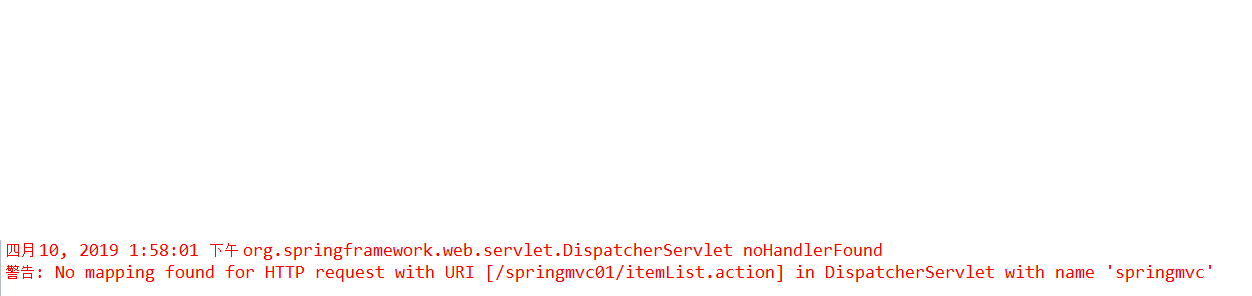 四月 10, 2019 1:58:01 下午 org.springframework.web.servlet.DispatcherServlet noHandlerFound
警告: No mapping found for HTTP request with URI [/springmvc01/itemList.action] in DispatcherServlet with name 'springmvc'